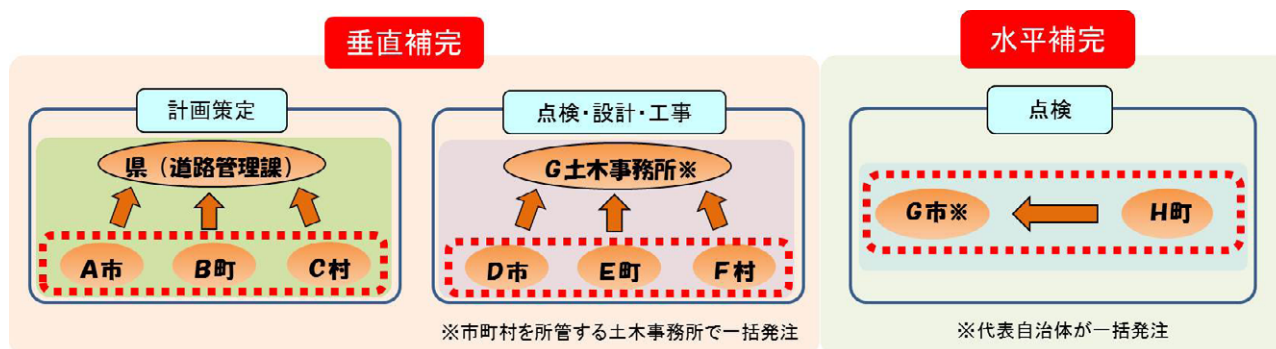 垂直補完
計画策定
県（道路管理課）
A市
B町
C村
点検・設計・工事
G土木事務所※
D市
E町
F村
※市町村を所管する土木事務所で一括発注
水平補完
点検
G市※
H町
※代表自治体が一括発注